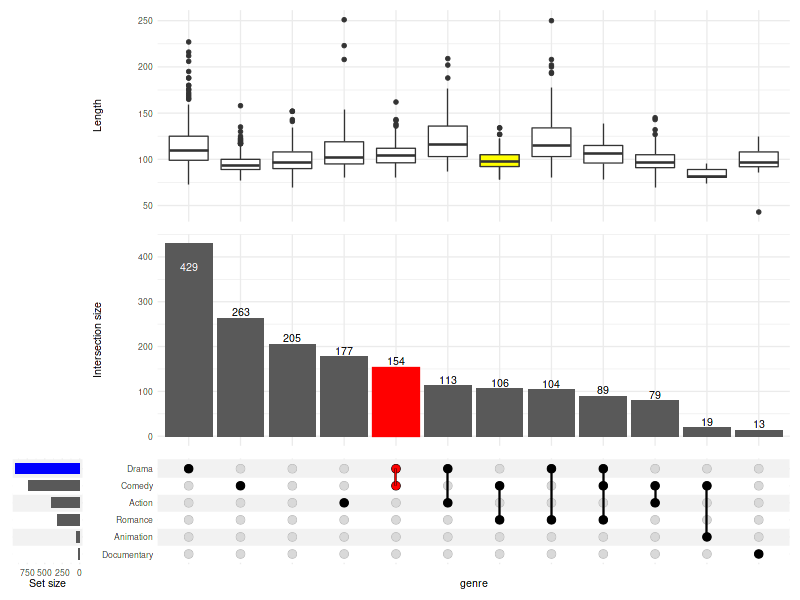 250
200
150
100
50
Length
400
300
200
100
0
Intersection size
429
263
205
177
154
113
106
104
89
79
19
13
Drama
Comedy
Action
Romance
Animation
Documentary
750 500 250 0
Set size
genre